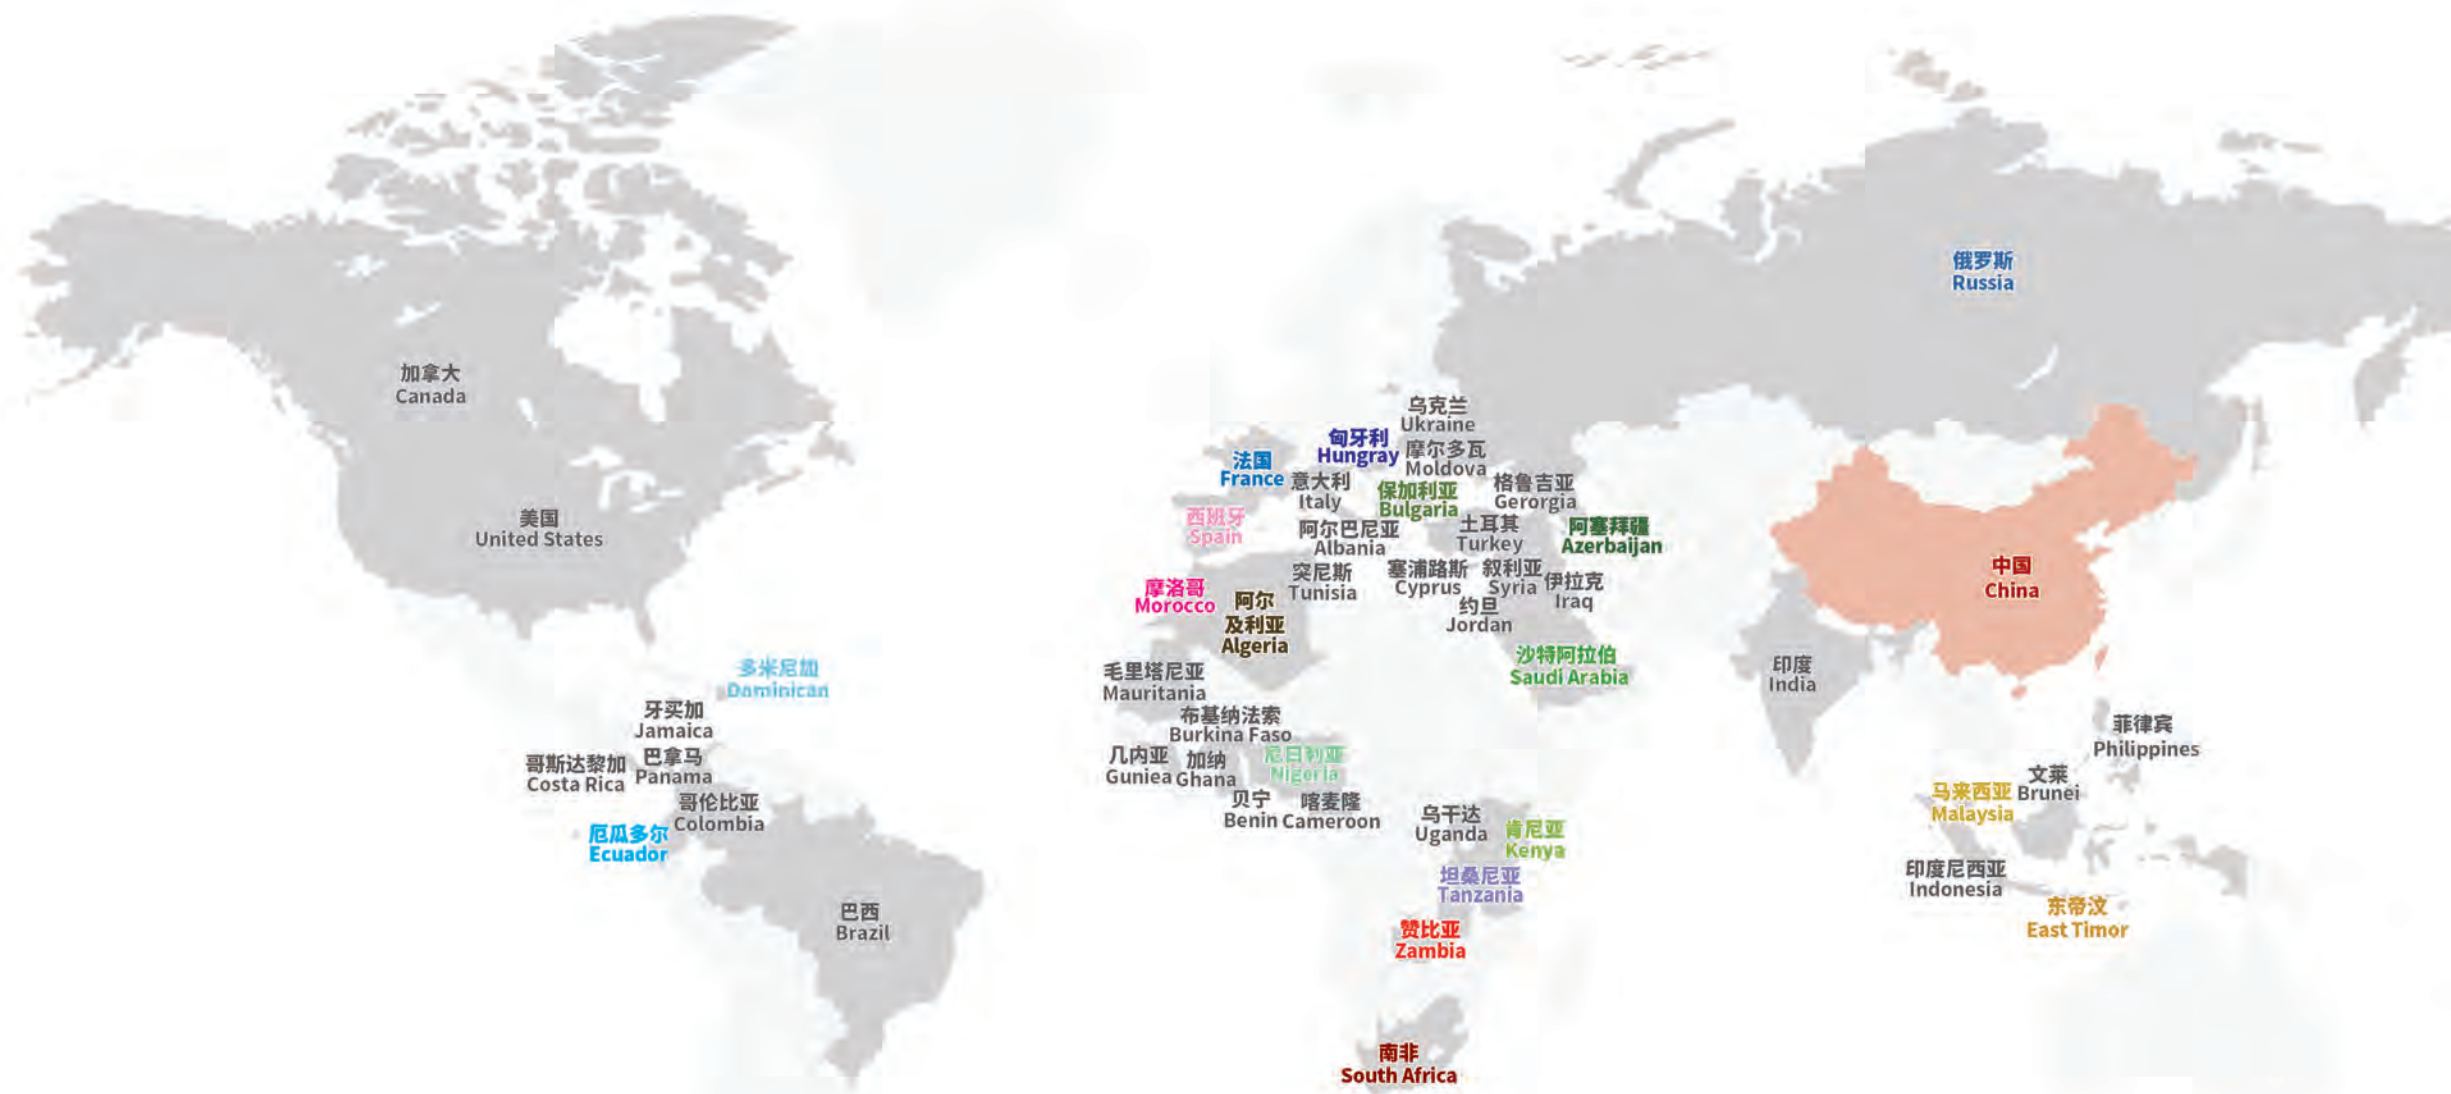 俄罗斯
Russia
加拿大
Canada
美国
United States
乌克兰
Ukraine
匈牙利
Hungray
摩尔多瓦
Moldova
法国
France
意大利
Italy
保加利亚
Bulgaria
格鲁吉亚
Gerorgia
西班牙
Spain
阿尔巴尼亚
Albania
土耳其
Turkey
阿塞拜疆
Azerbaijan
突尼斯
Tunisia
塞浦路斯
Cyprus
叙利亚
Syria
伊拉克
Iraq
中国
China
摩洛哥
Morocco
阿尔
及利亚
Algeria
约旦
Jordan
沙特阿拉伯
Saudi Arabia
印度
India
多米尼加
Dominican
毛里塔尼亚
Mauritania
牙买加
Jamaica
布基纳法索
Burkina Faso
菲律宾
Philippines
哥斯达黎加
Costa Rica
巴拿马
Panama
几内亚
Guniea
加纳
Ghana
尼日利亚
Nigeria
文莱
Brunei
马来西亚
Malaysia
哥伦比亚
Colombia
贝宁
Benin
喀麦隆
Cameroon
乌干达
Uganda
肯尼亚
Kenya
厄瓜多尔
Ecuador
坦桑尼亚
Tanzania
印度尼西亚
Indonesia
东帝汶
East Timor
巴西
Brazil
赞比亚
Zambia
南非
South Africa